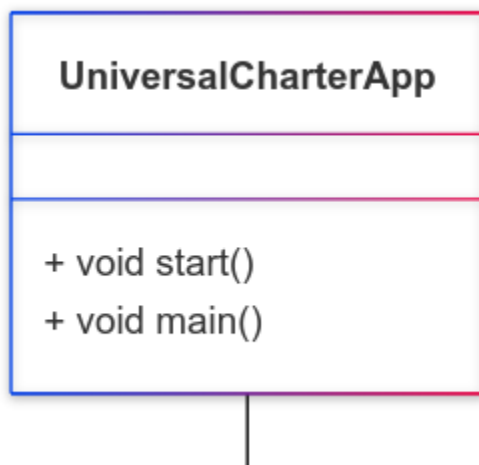 UniversalCharterApp
+ void start()
+ void main()